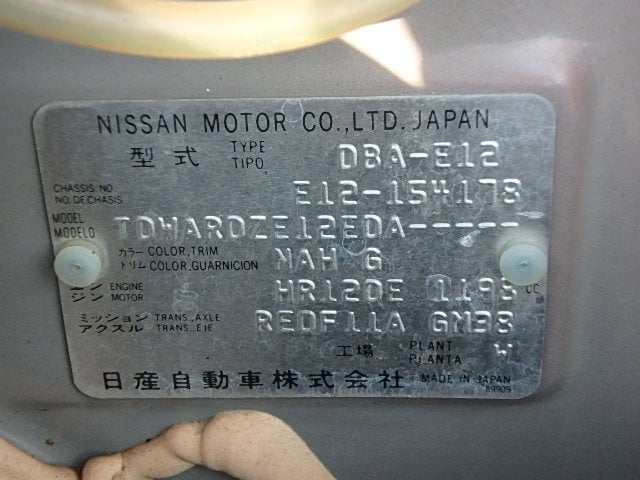 NISSAN MOTOR CO.,LTD. JAPAN
型式 TYPE TIPO DBA-E12
CHASSIS NO. NO. DE CHASIS E12-154178
MODEL MODELO TDWARDZE12EDA-----
カラー COLOR,TRIM
トリム COLOR,GUARNICION NAH G
エンジン ENGINE MOTOR HR12DE 1198 CC
ミッション TRANS.,AXLE
アクスル TRANS.,EJE REDF11A GM38
工場 PLANT PLANTA W
日産自動車株式会社 MADE IN JAPAN
89909